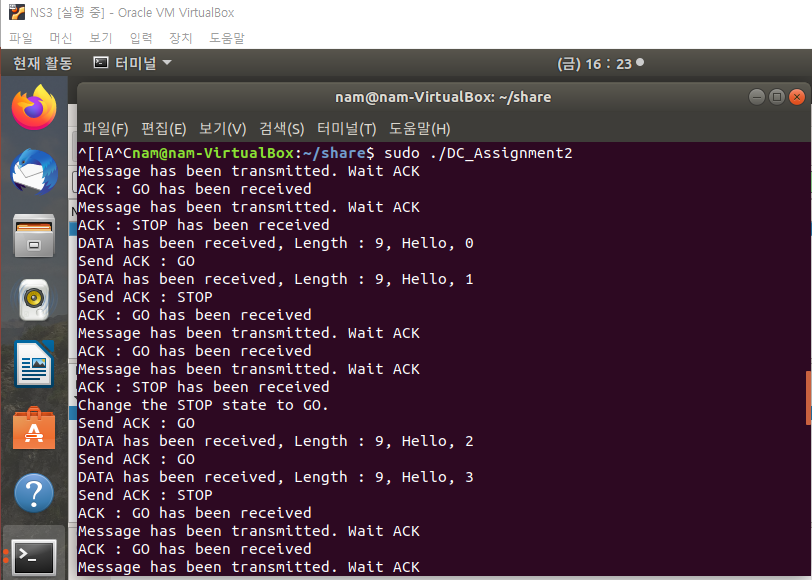 NS3 [실행 중] - Oracle VM VirtualBox
파일 머신 보기 입력 장치 도움말
현재 활동 터미널 (금) 16 : 23
nam@nam-VirtualBox: ~/share
파일(F) 편집(E) 보기(V) 검색(S) 터미널(T) 도움말(H)
^[[A^Cnam@nam-VirtualBox:~/share$ sudo ./DC_Assignment2
Message has been transmitted. Wait ACK
ACK : GO has been received
Message has been transmitted. Wait ACK
ACK : STOP has been received
DATA has been received, Length : 9, Hello, 0
Send ACK : GO
DATA has been received, Length : 9, Hello, 1
Send ACK : STOP
ACK : GO has been received
Message has been transmitted. Wait ACK
ACK : GO has been received
Message has been transmitted. Wait ACK
ACK : STOP has been received
Change the STOP state to GO.
Send ACK : GO
DATA has been received, Length : 9, Hello, 2
Send ACK : GO
DATA has been received, Length : 9, Hello, 3
Send ACK : STOP
ACK : GO has been received
Message has been transmitted. Wait ACK
ACK : GO has been received
Message has been transmitted. Wait ACK